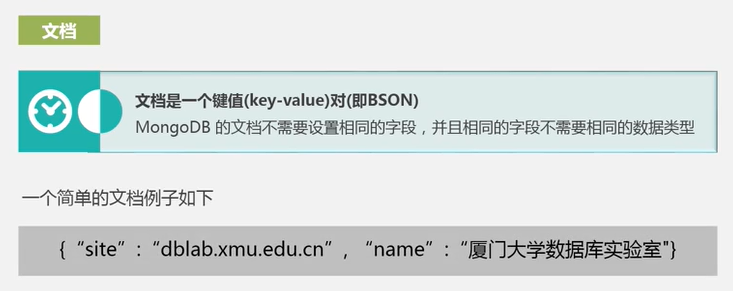 文档
文档是一个键值(key-value)对(即BSON)
MongoDB 的文档不需要设置相同的字段，并且相同的字段不需要相同的数据类型
一个简单的文档例子如下
{ “site” : “dblab.xmu.edu.cn” , “name” : “厦门大学数据库实验室"}